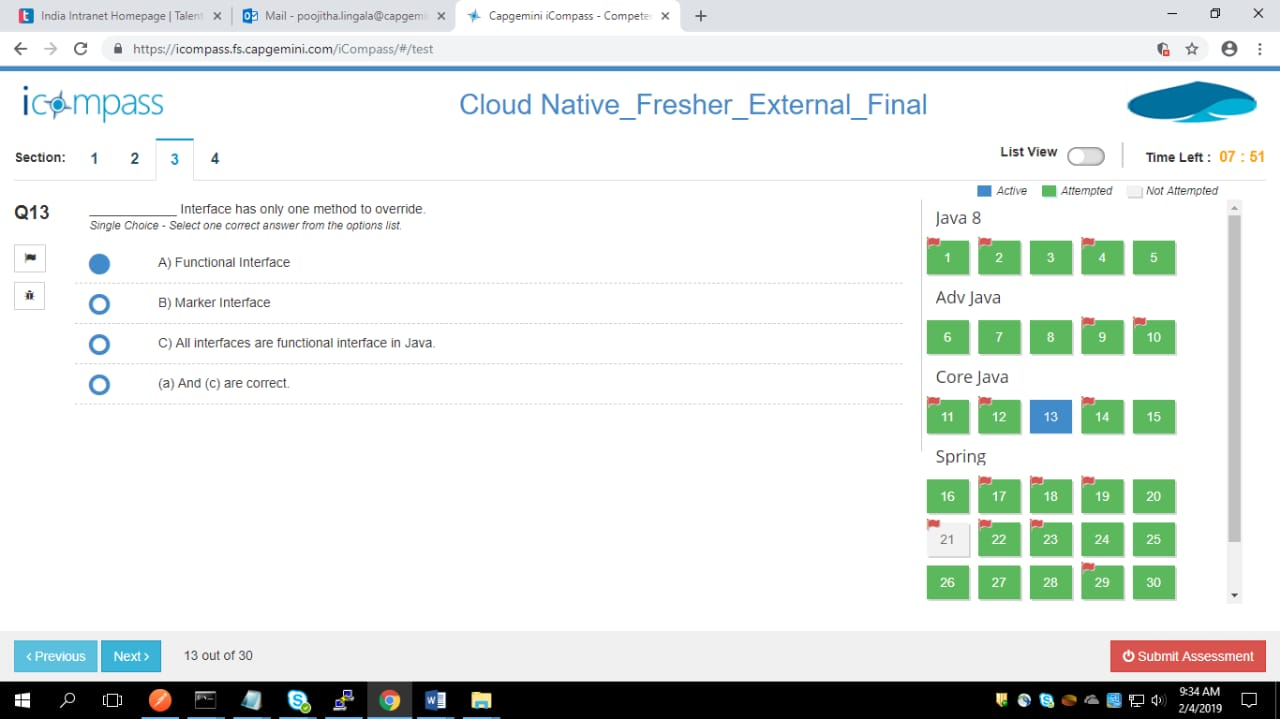 India Intranet Homepage | Talent
Mail - poojitha.lingala@capgemi
Capgemini iCompass - Compete
https://icompass.fs.capgemini.com/iCompass/#/test
icompass
Cloud Native_Fresher_External_Final
Section: 1 2 3 4
List View
Time Left : 07 : 51
Active Attempted Not Attempted
Q13
____________ Interface has only one method to override.
Single Choice - Select one correct answer from the options list.
A) Functional Interface
B) Marker Interface
C) All interfaces are functional interface in Java.
(a) And (c) are correct.
Java 8
1 2 3 4 5
Adv Java
6 7 8 9 10
Core Java
11 12 13 14 15
Spring
16 17 18 19 20
21 22 23 24 25
26 27 28 29 30
‹ Previous
Next ›
13 out of 30
Submit Assessment
9:34 AM
2/4/2019